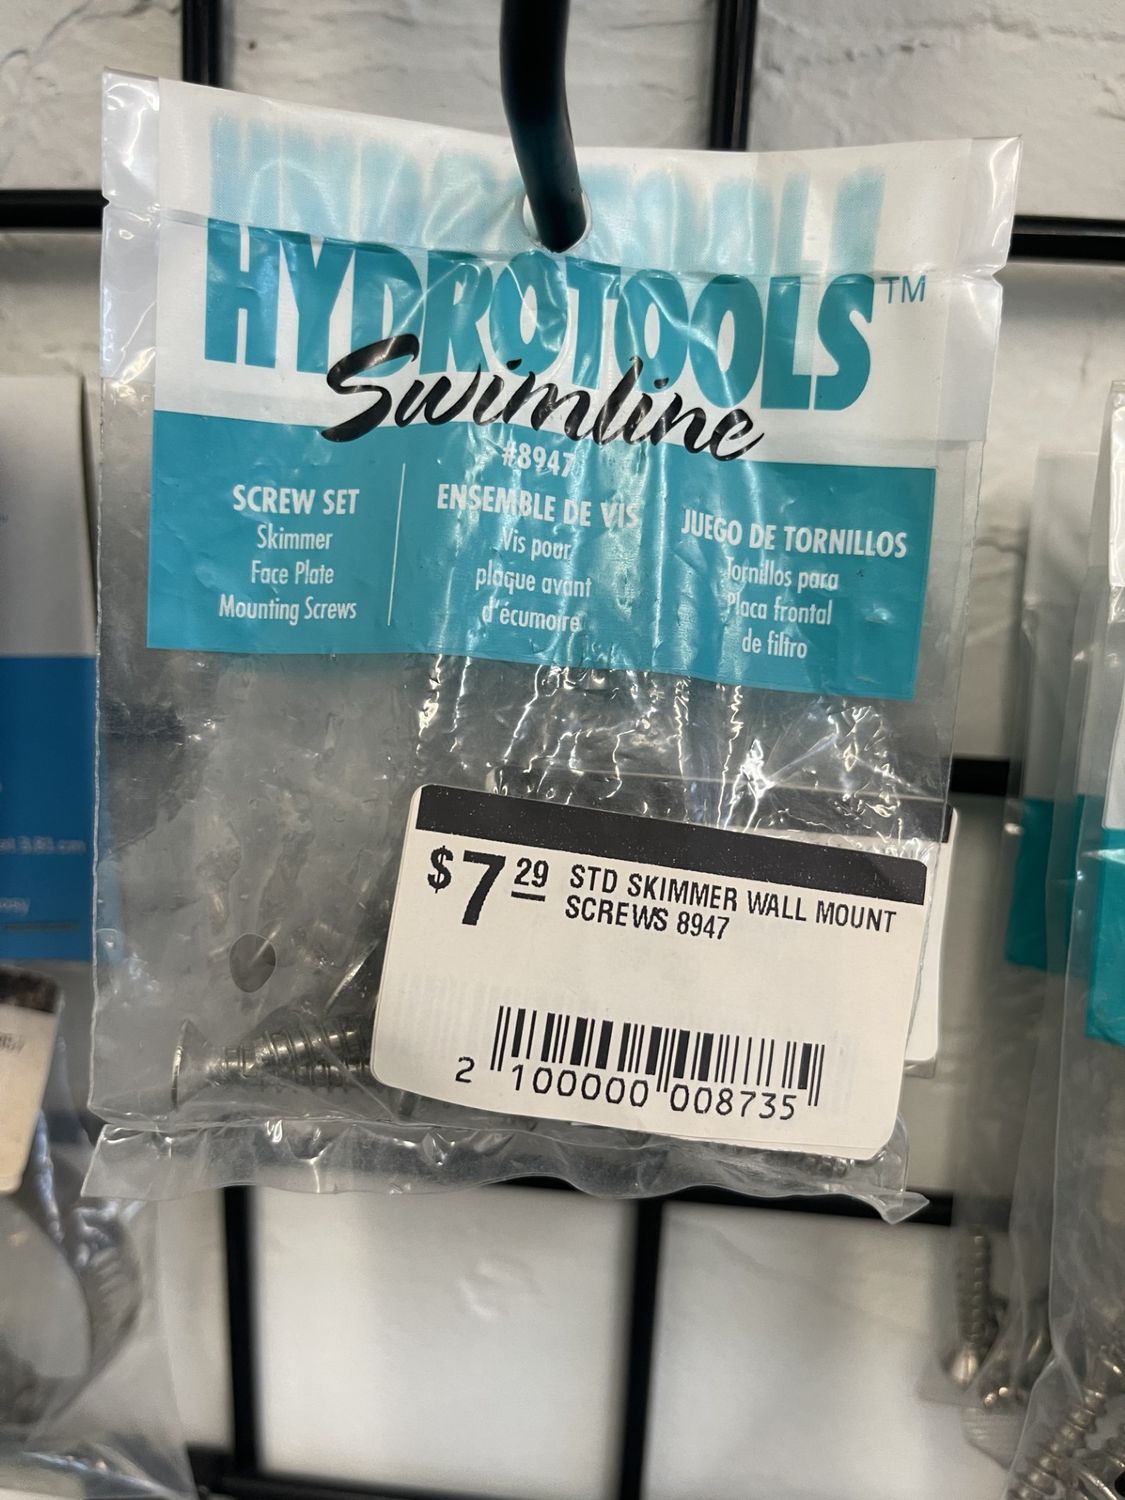 HYDROTOOLS™
Swimline
#8947
SCREW SET
Skimmer
Face Plate
Mounting Screws
ENSEMBLE DE VIS
Vis pour
plaque avant
d'écumoire
JUEGO DE TORNILLOS
Tornillos para
Placa frontal
de filtro
$7.29 STD SKIMMER WALL MOUNT
SCREWS 8947
2 100000 008735